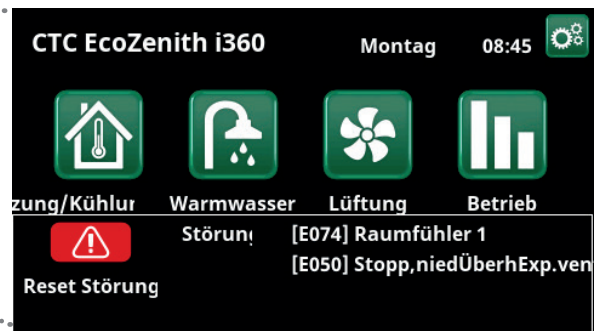 CTC EcoZenith i360 Montag 08:45
zung/Kühlur Warmwasser Lüftung Betrieb
Störung [E074] Raumfühler 1
[E050] Stopp,niedÜberhExp.ven
Reset Störung